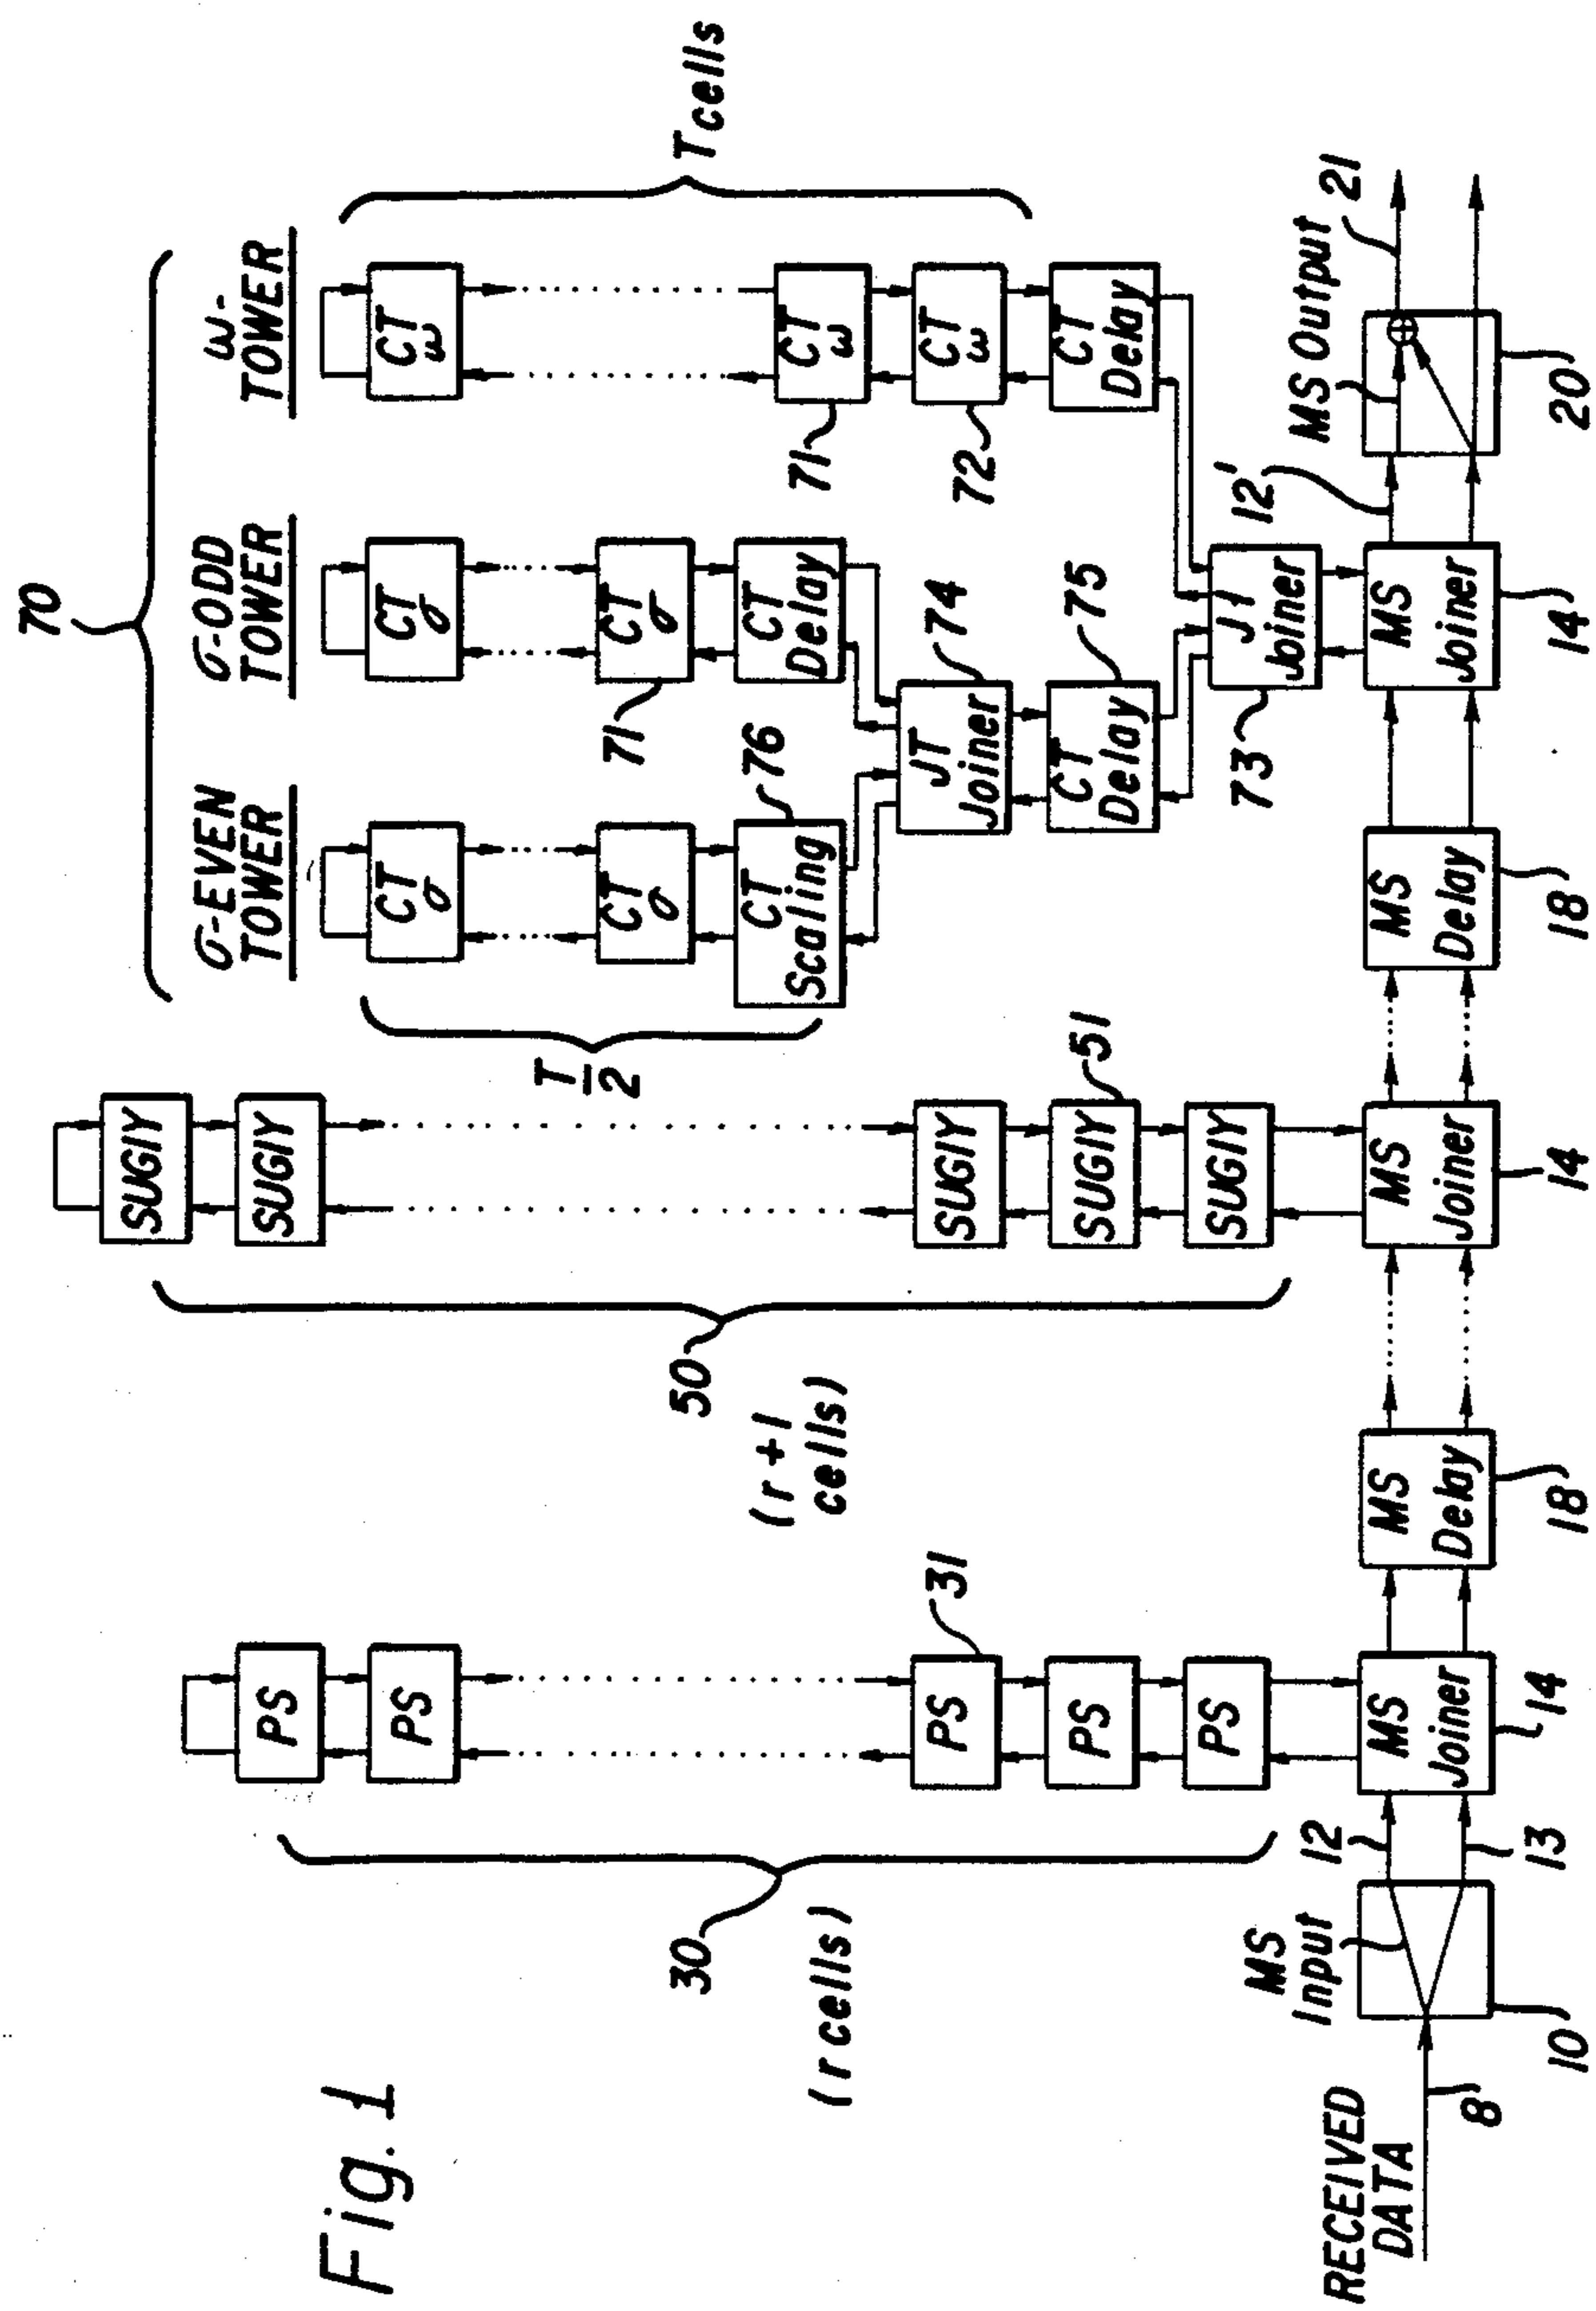 Fig. 1
RECEIVED
DATA
8
10
MS
Input
12
13
30
(r cells)
PS
PS
31
PS
PS
PS
MS
Joiner
14
MS
Delay
18
50
(r+1
cells)
SUGIY
SUGIY
SUGIY
51
SUGIY
SUGIY
MS
Joiner
14
MS
Delay
18
70
σ-EVEN
TOWER
σ-ODD
TOWER
ω-
TOWER
T
2
T cells
CT
σ
CT
σ
CT
Scaling
76
CT
σ
71
CT
σ
CT
Delay
JT
Joiner
74
CT
Delay
75
CT
ω
71
CT
ω
72
CT
ω
CT
Delay
73
JT
Joiner
MS
Joiner
14
12'
MS Output
21
20